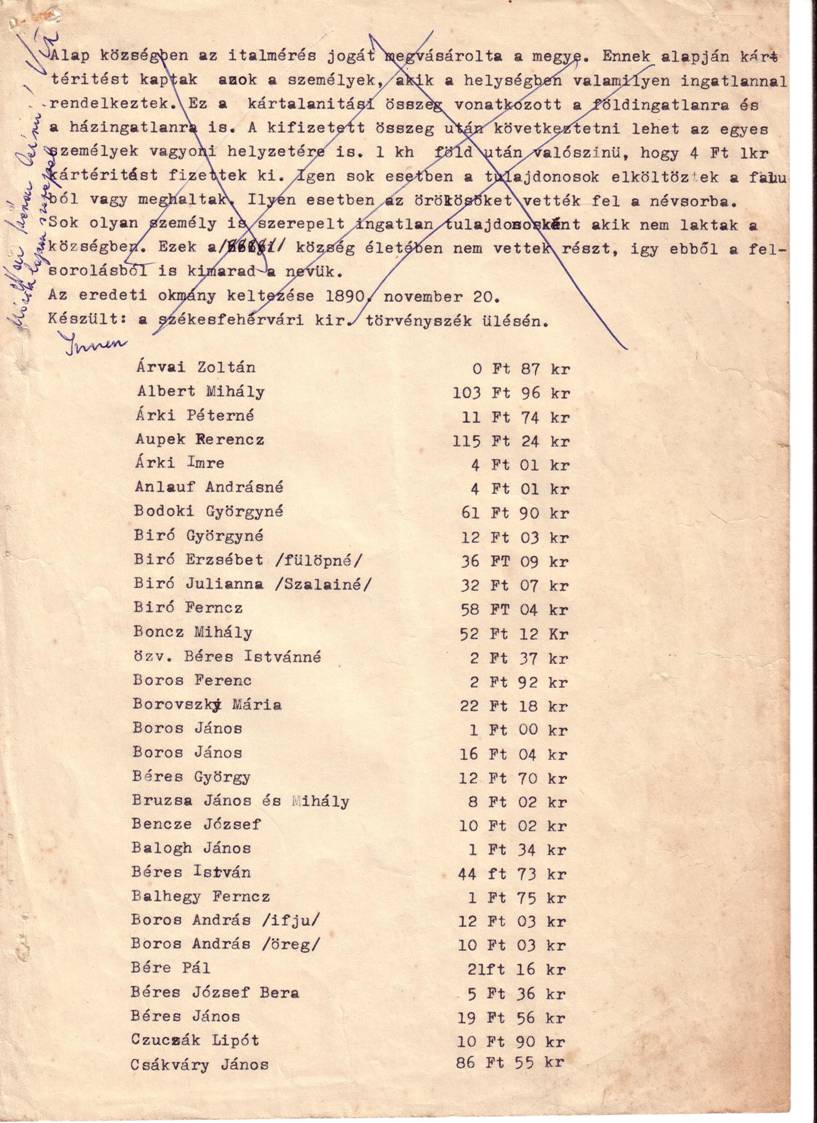 Alap községben az italmérés jogát megvásárolta a megye. Ennek alapján kár-
téritést kaptak azok a személyek, akik a helységben valamilyen ingatlannal
rendelkeztek. Ez a kártalanitási összeg vonatkozott a földingatlanra és
a házingatlanra is. A kifizetett összeg után következtetni lehet az egyes
személyek vagyoni helyzetére is. 1 kh föld után valószinü, hogy 4 Ft 1kr
kártéritést fizettek ki. Igen sok esetben a tulajdonosok elköltöztek a falu
ból vagy meghaltak. Ilyen esetben az örökösöket vették fel a névsorba.
Sok olyan személy is szerepelt ingatlan tulajdonosként akik nem laktak a
községben. Ezek a község életében nem vettek részt, igy ebből a fel-
sorolásból is kimarad a nevük.
Az eredeti okmány keltezése 1890. november 20.
Készült: a székesfehérvári kir. törvényszék ülésén.
Innen
Árvai Zoltán 0 Ft 87 kr
Albert Mihály 103 Ft 96 kr
Árki Péterné 11 Ft 74 kr
Aupek Rerencz 115 Ft 24 kr
Árki Imre 4 Ft 01 kr
Anlauf Andrásné 4 Ft 01 kr
Bodoki Györgyné 61 Ft 90 kr
Biró Györgyné 12 Ft 03 kr
Biró Erzsébet /fülöpné/ 36 FT 09 kr
Biró Julianna /Szalainé/ 32 Ft 07 kr
Biró Ferncz 58 FT 04 kr
Boncz Mihály 52 Ft 12 Kr
özv. Béres Istvánné 2 Ft 37 kr
Boros Ferenc 2 Ft 92 kr
Borovszky Mária 22 Ft 18 kr
Boros János 1 Ft 00 kr
Boros János 16 Ft 04 kr
Béres György 12 Ft 70 kr
Bruzsa János és Mihály 8 Ft 02 kr
Bencze József 10 Ft 02 kr
Balogh János 1 Ft 34 kr
Béres István 44 ft 73 kr
Balhegy Ferncz 1 Ft 75 kr
Boros András /ifju/ 12 Ft 03 kr
Boros András /öreg/ 10 Ft 03 kr
Bére Pál 21ft 16 kr
Béres József Bera 5 Ft 36 kr
Béres János 19 Ft 56 kr
Czuczák Lipót 10 Ft 90 kr
Csákváry János 86 Ft 55 kr